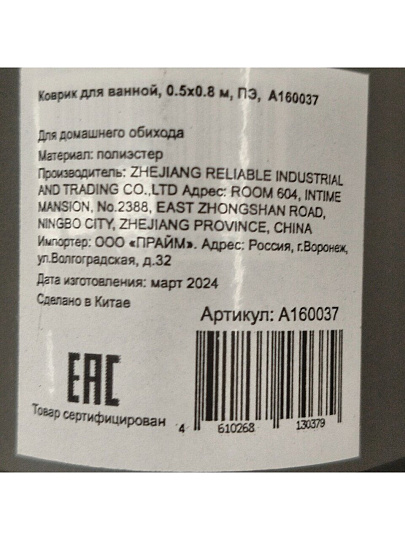 Коврик для ванной, 0.5х0.8 м, ПЭ, А160037
Для домашнего обихода
Материал: полиэстер
Производитель: ZHEJIANG RELIABLE INDUSTRIAL
AND TRADING CO.,LTD Адрес: ROOM 604, INTIME
MANSION, No.2388, EAST ZHONGSHAN ROAD,
NINGBO CITY, ZHEJIANG PROVINCE, CHINA
Импортер: ООО «ПРАЙМ». Адрес: Россия, г.Воронеж,
ул.Волгоградская, д.32
Дата изготовления: март 2024
Сделано в Китае
Артикул: А160037
EAC
Товар сертифицирован
4 610268 130379